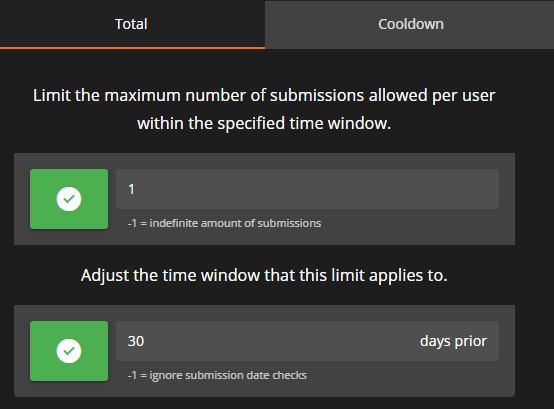 Total
Cooldown
Limit the maximum number of submissions allowed per user
within the specified time window.
1
-1 = indefinite amount of submissions
Adjust the time window that this limit applies to.
30 days prior
-1 = ignore submission date checks